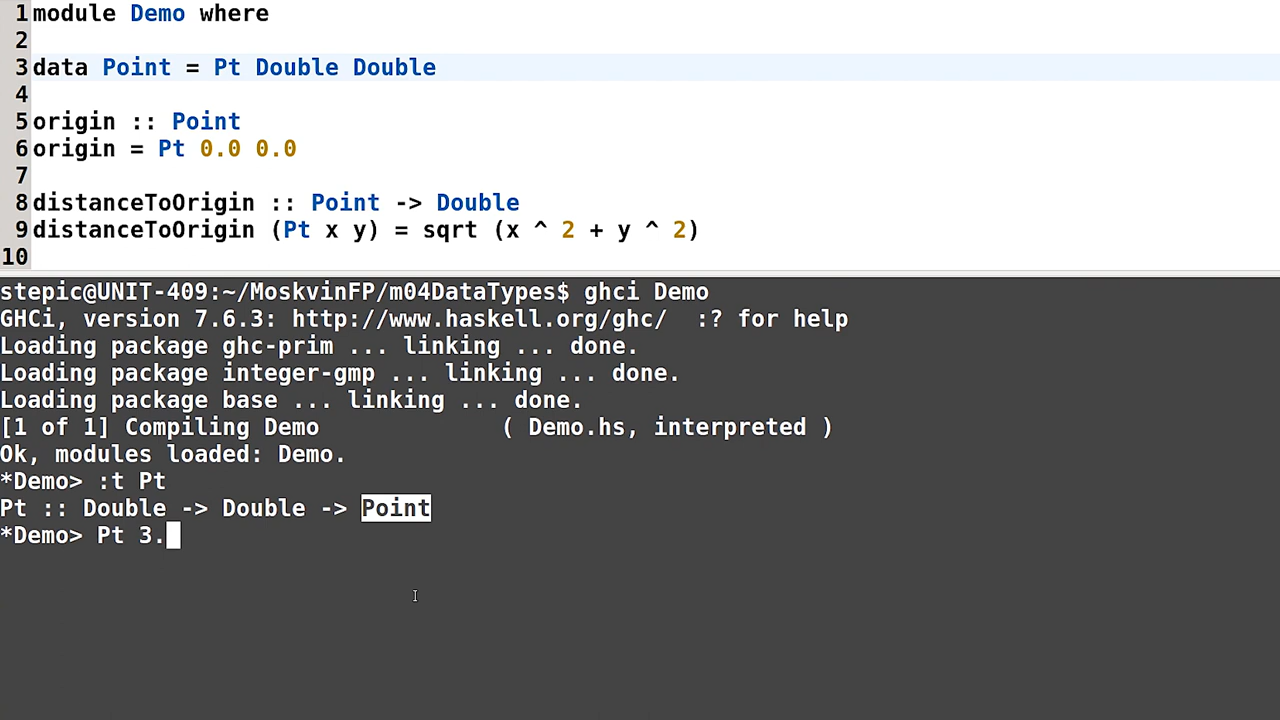 1 module Demo where
2
3 data Point = Pt Double Double
4
5 origin :: Point
6 origin = Pt 0.0 0.0
7
8 distanceToOrigin :: Point -> Double
9 distanceToOrigin (Pt x y) = sqrt (x ^ 2 + y ^ 2)
10
stepic@UNIT-409:~/MoskvinFP/m04DataTypes$ ghci Demo
GHCi, version 7.6.3: http://www.haskell.org/ghc/  :? for help
Loading package ghc-prim ... linking ... done.
Loading package integer-gmp ... linking ... done.
Loading package base ... linking ... done.
[1 of 1] Compiling Demo             ( Demo.hs, interpreted )
Ok, modules loaded: Demo.
*Demo> :t Pt
Pt :: Double -> Double -> Point
*Demo> Pt 3.